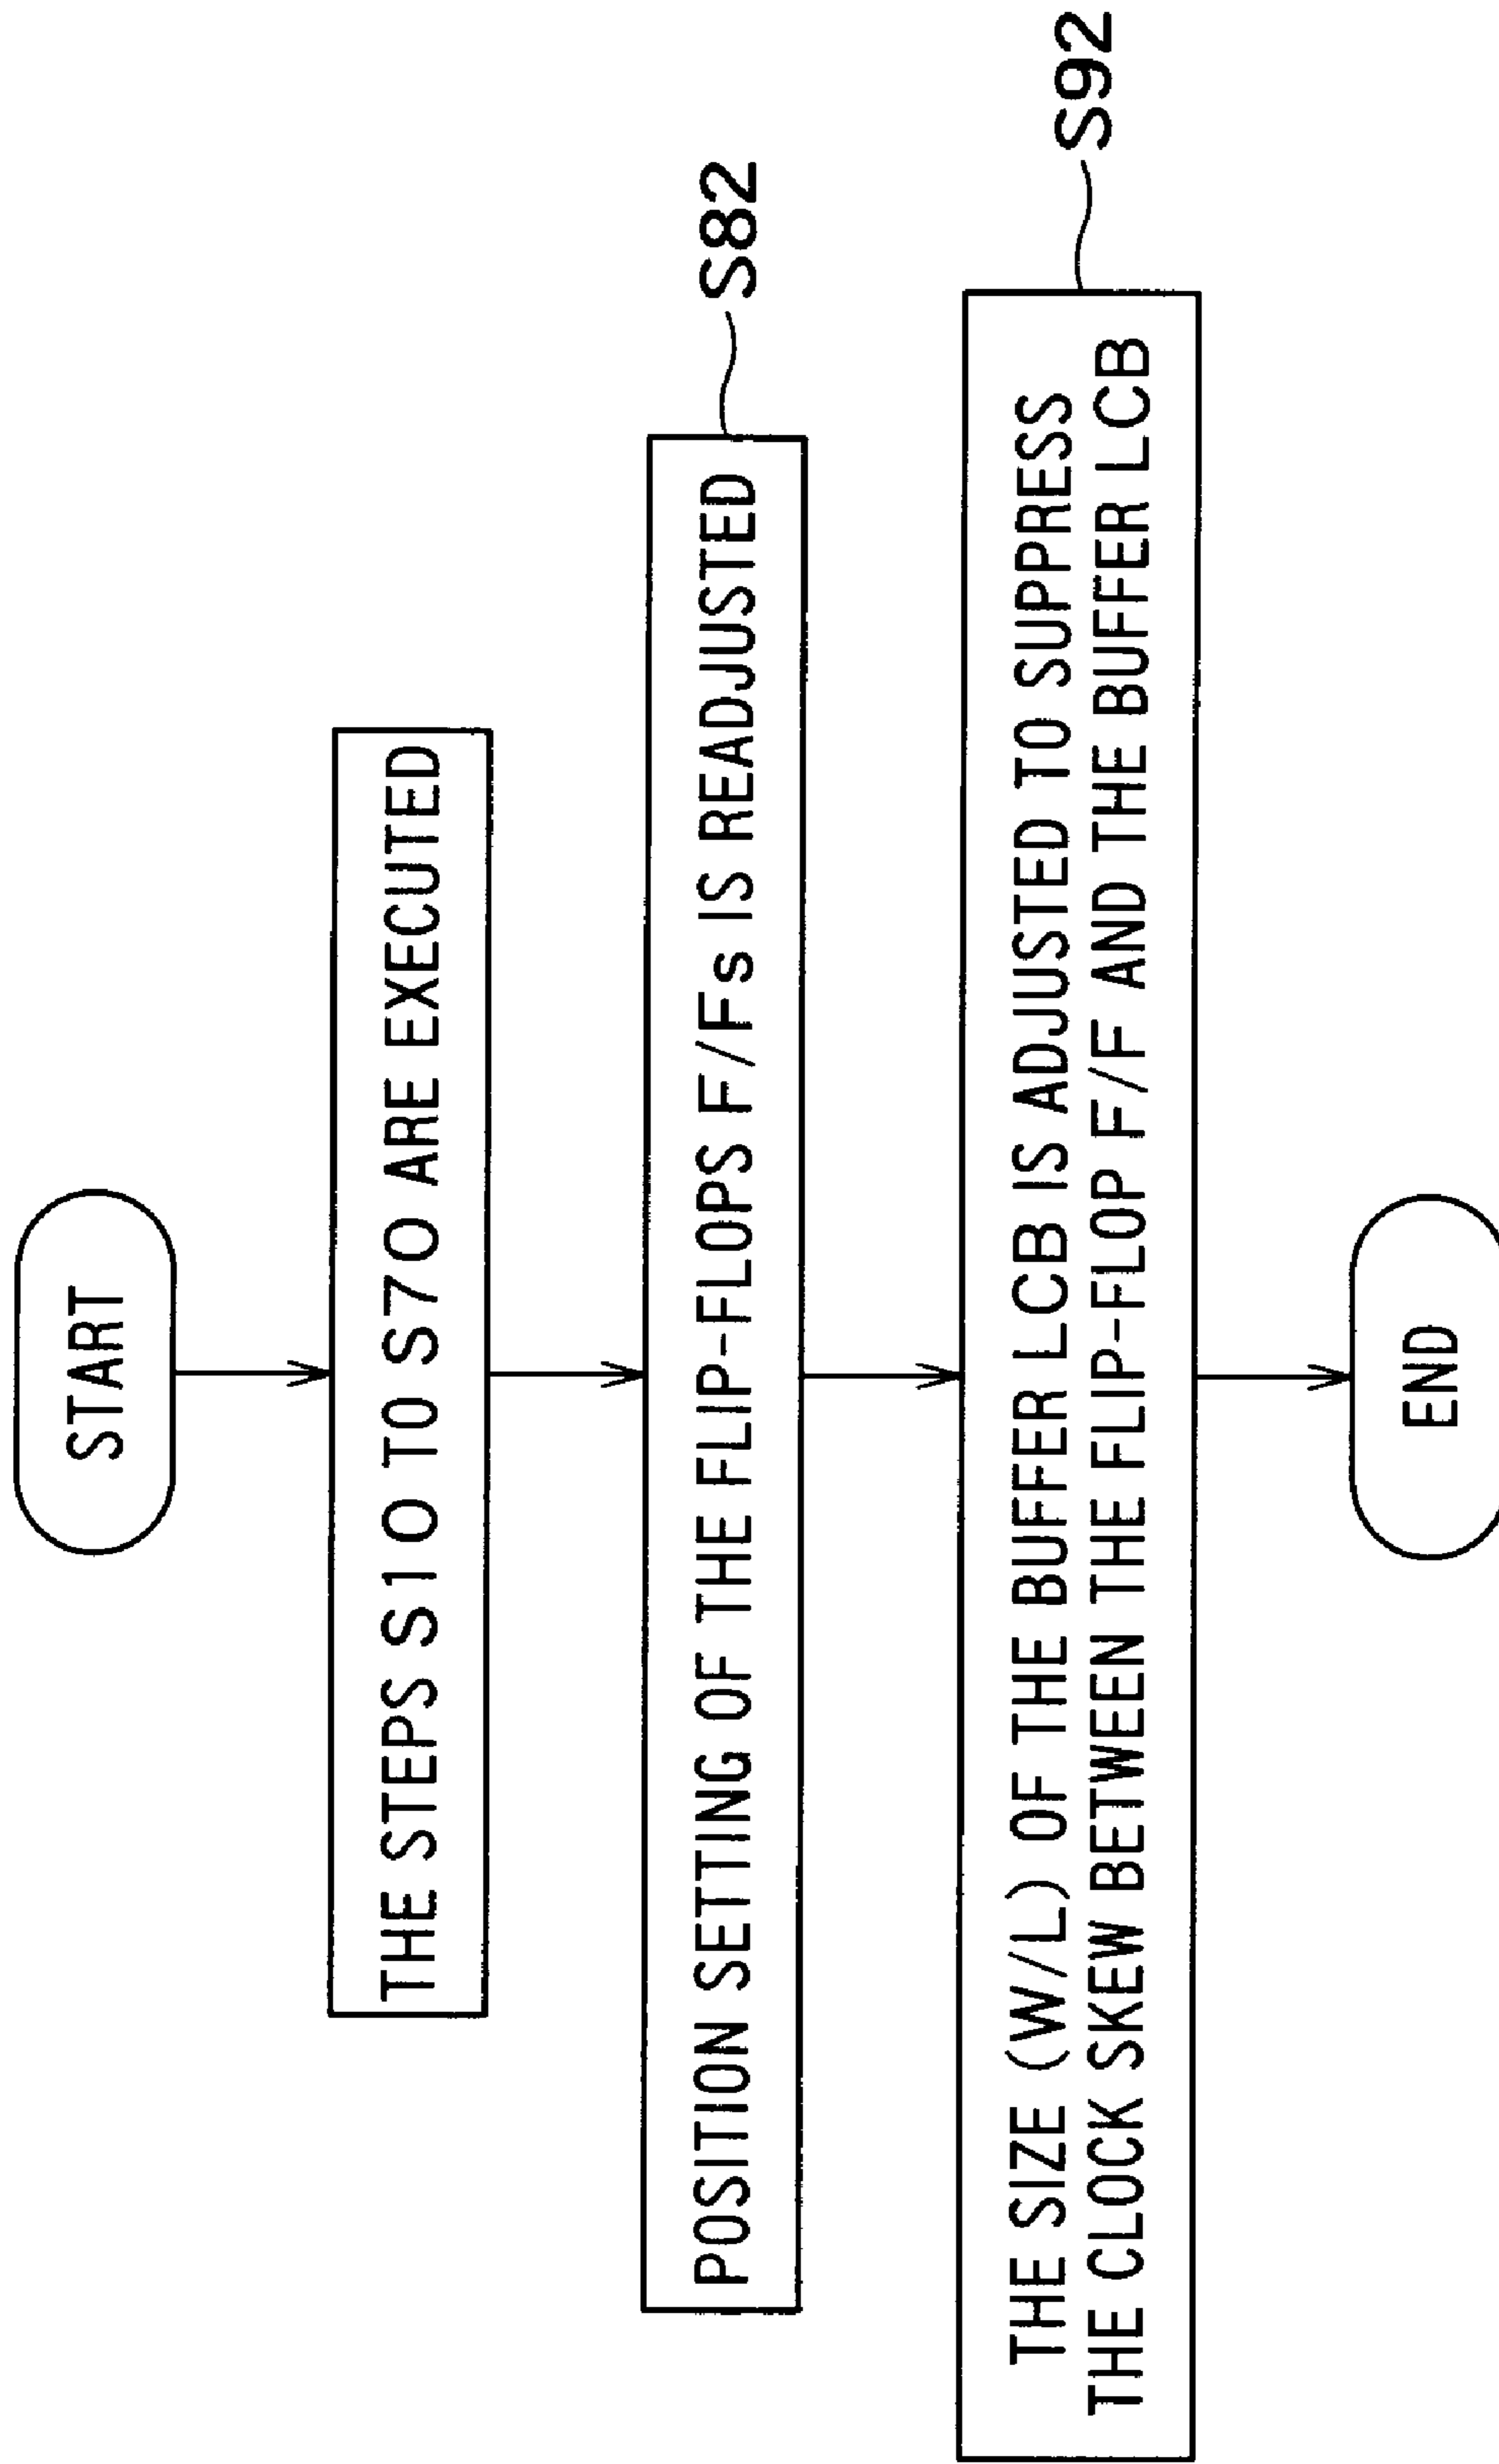 START
THE STEPS S10 TO S70 ARE EXECUTED
POSITION SETTING OF THE FLIP-FLOPS F/Fs IS READJUSTED
S82
THE SIZE (W/L) OF THE BUFFER LCB IS ADJUSTED TO SUPPRESS
THE CLOCK SKEW BETWEEN THE FLIP-FLOP F/F AND THE BUFFER LCB
S92
END